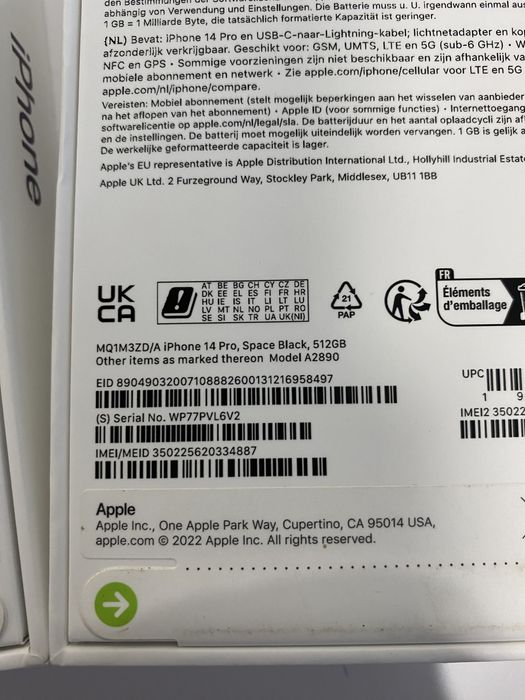 iPhone
abhängig von Verwendung und Einstellungen. Die Batterie muss u. U. irgendwann einmal aus
1 GB = 1 Milliarde Byte, die tatsächlich formatierte Kapazität ist geringer.
{NL} Bevat: iPhone 14 Pro en USB-C-naar-Lightning-kabel; lichtnetadapter en kop
afzonderlijk verkrijgbaar. Geschikt voor: GSM, UMTS, LTE en 5G (sub-6 GHz) • W
NFC en GPS • Sommige voorzieningen zijn niet beschikbaar en zijn afhankelijk va
mobiele abonnement en netwerk • Zie apple.com/iphone/cellular voor LTE en 5G
apple.com/nl/iphone/compare.
Vereisten: Mobiel abonnement (stelt mogelijk beperkingen aan het wisselen van aanbieder
na het aflopen van het abonnement) • Apple ID (voor sommige functies) • Internettoegang
softwarelicentie op apple.com/nl/legal/sla. De batterijduur en het aantal oplaadcycli zijn af
en de instellingen. De batterij moet mogelijk uiteindelijk worden vervangen. 1 GB is gelijk a
De werkelijke geformatteerde capaciteit is lager.
Apple's EU representative is Apple Distribution International Ltd., Hollyhill Industrial Estate
Apple UK Ltd. 2 Furzeground Way, Stockley Park, Middlesex, UB11 1BB
UK
CA
AT BE BG CH CY CZ DE
DK EE EL ES FI FR HR
HU IE IS IT LI LT LU
LV MT NL NO PL PT RO
SE SI SK TR UA UK(NI)
21
PAP
FR
Éléments
d'emballage
MQ1M3ZD/A iPhone 14 Pro, Space Black, 512GB
Other items as marked thereon Model A2890
EID 89049032007108882600131216958497
UPC
1 9
(S) Serial No. WP77PVL6V2
IMEI2 35022
IMEI/MEID 350225620334887
Apple
Apple Inc., One Apple Park Way, Cupertino, CA 95014 USA,
apple.com © 2022 Apple Inc. All rights reserved.